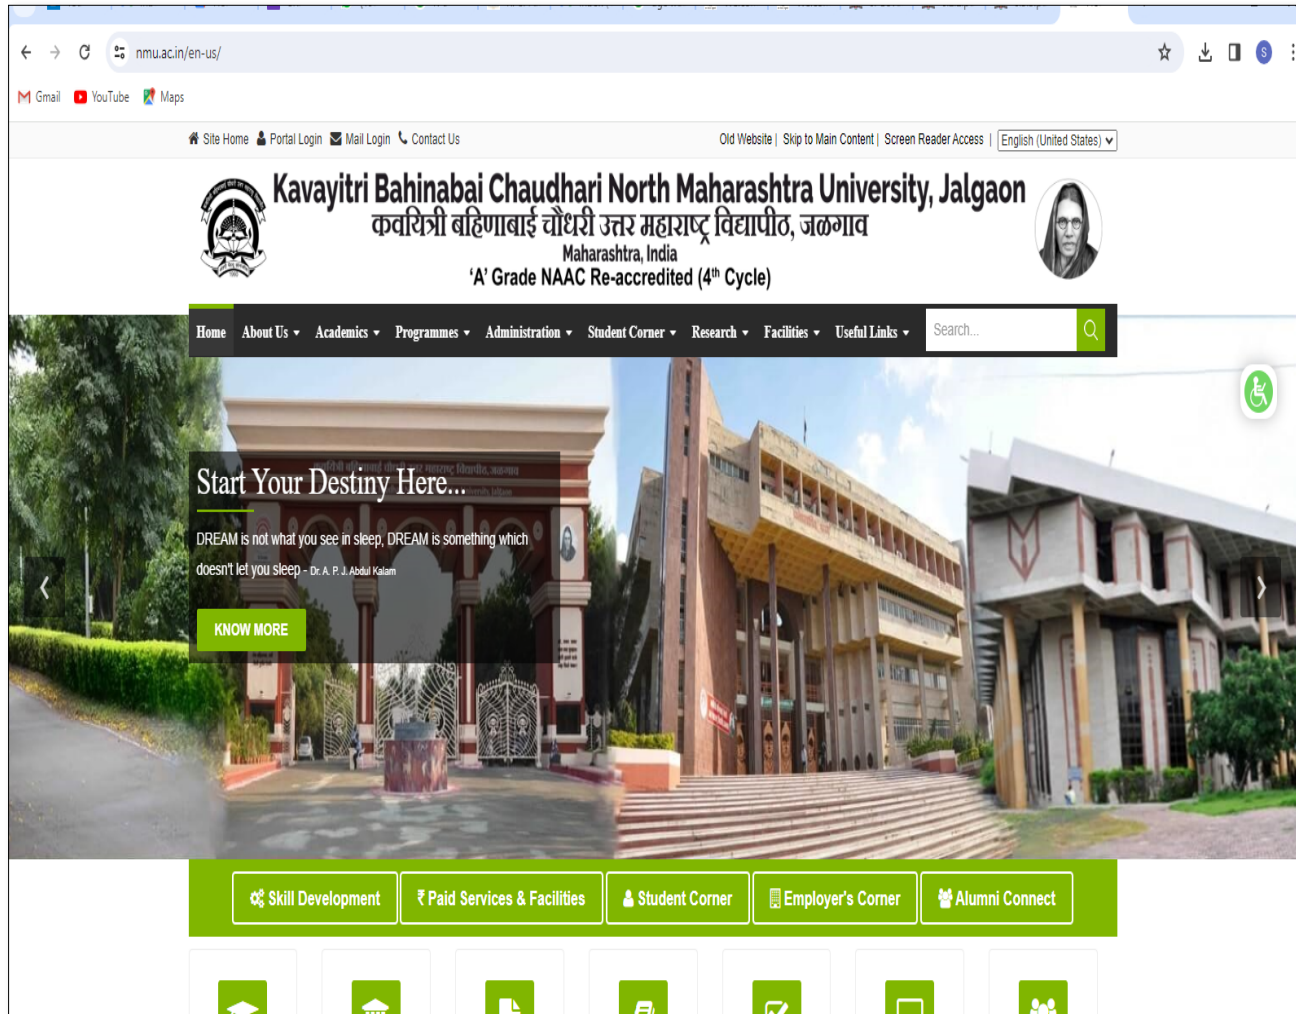 nmu.ac.in/en-us/
Gmail YouTube Maps
Site Home Portal Login Mail Login Contact Us
Old Website | Skip to Main Content | Screen Reader Access | English (United States)
Kavayitri Bahinabai Chaudhari North Maharashtra University, Jalgaon
कवयित्री बहिणाबाई चौधरी उत्तर महाराष्ट्र विद्यापीठ, जळगाव
Maharashtra, India
‘A’ Grade NAAC Re-accredited (4th Cycle)
Home About Us Academics Programmes Administration Student Corner Research Facilities Useful Links Search...
Start Your Destiny Here...
DREAM is not what you see in sleep, DREAM is something which
doesn't let you sleep - Dr. A. P. J. Abdul Kalam
KNOW MORE
Skill Development ₹ Paid Services & Facilities Student Corner Employer's Corner Alumni Connect